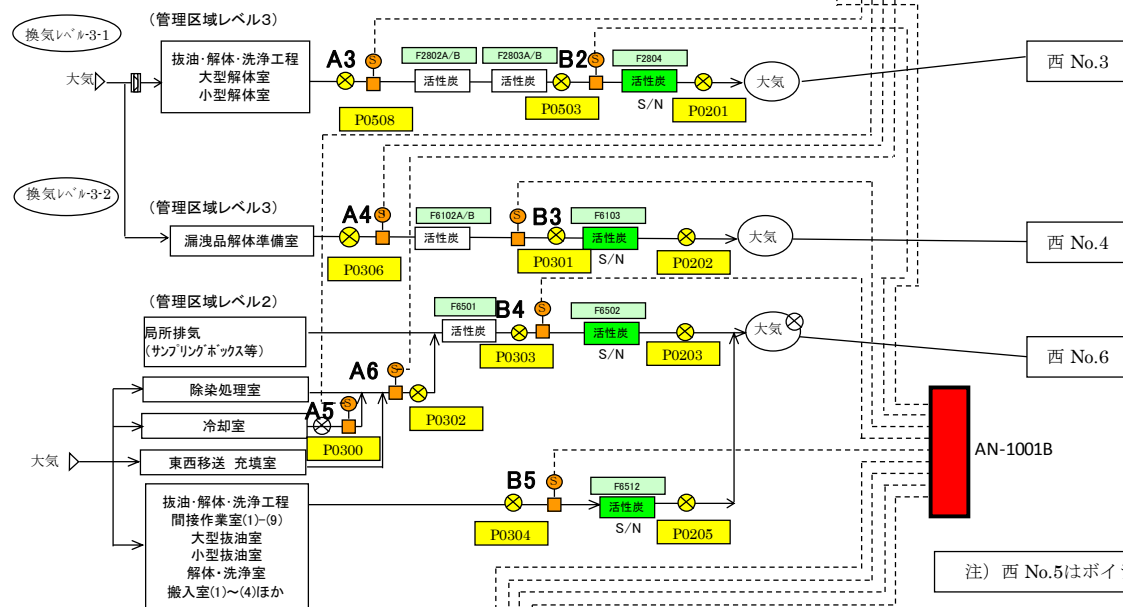 換気ﾚﾍﾞﾙ-3-1
(管理区域レベル3)
大気
抜油・解体・洗浄工程
大型解体室
小型解体室
A3
S
P0508
F2802A/B
活性炭
F2803A/B
活性炭
B2
S
P0503
F2804
活性炭
S/N
P0201
大気
西 No.3
換気ﾚﾍﾞﾙ-3-2
(管理区域レベル3)
漏洩品解体準備室
A4
S
P0306
F6102A/B
活性炭
S
B3
P0301
F6103
活性炭
S/N
P0202
大気
西 No.4
(管理区域レベル2)
局所排気
(ｻﾝﾌﾟﾘﾝｸﾞﾎﾞｯｸｽ等)
F6501
活性炭
B4
S
P0303
F6502
活性炭
S/N
P0203
大気
西 No.6
除染処理室
A6
S
P0302
冷却室
A5
S
P0300
大気
東西移送 充填室
抜油・解体・洗浄工程
間接作業室(1)-(9)
大型抜油室
小型抜油室
解体・洗浄室
搬入室(1)～(4)ほか
B5
S
P0304
F6512
活性炭
S/N
P0205
AN-1001B
注）西 No.5はボイ